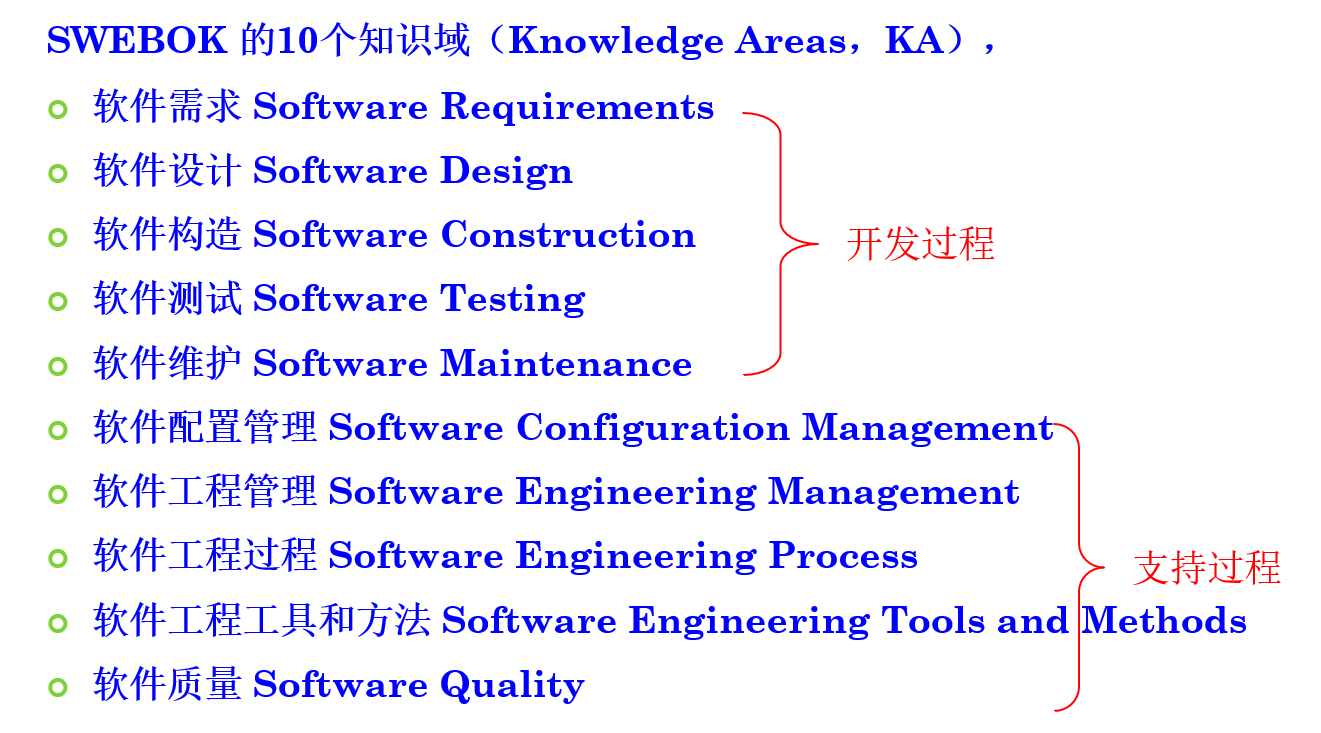 SWEBOK 的10个知识域（Knowledge Areas，KA），
软件需求 Software Requirements
软件设计 Software Design
软件构造 Software Construction
开发过程
软件测试 Software Testing
软件维护 Software Maintenance
软件配置管理 Software Configuration Management
软件工程管理 Software Engineering Management
软件工程过程 Software Engineering Process
支持过程
软件工程工具和方法 Software Engineering Tools and Methods
软件质量 Software Quality